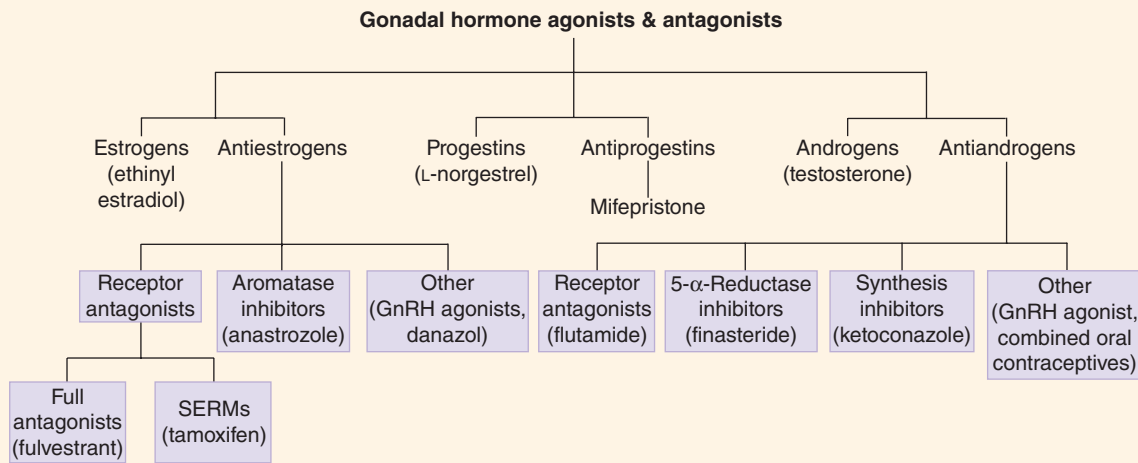 Gonadal hormone agonists & antagonists
Estrogens
(ethinyl
estradiol)
Antiestrogens
Progestins
(L-norgestrel)
Antiprogestins
Mifepristone
Androgens
(testosterone)
Antiandrogens
Receptor
antagonists
Aromatase
inhibitors
(anastrozole)
Other
(GnRH agonists,
danazol)
Receptor
antagonists
(flutamide)
5-α-Reductase
inhibitors
(finasteride)
Synthesis
inhibitors
(ketoconazole)
Other
(GnRH agonist,
combined oral
contraceptives)
Full
antagonists
(fulvestrant)
SERMs
(tamoxifen)